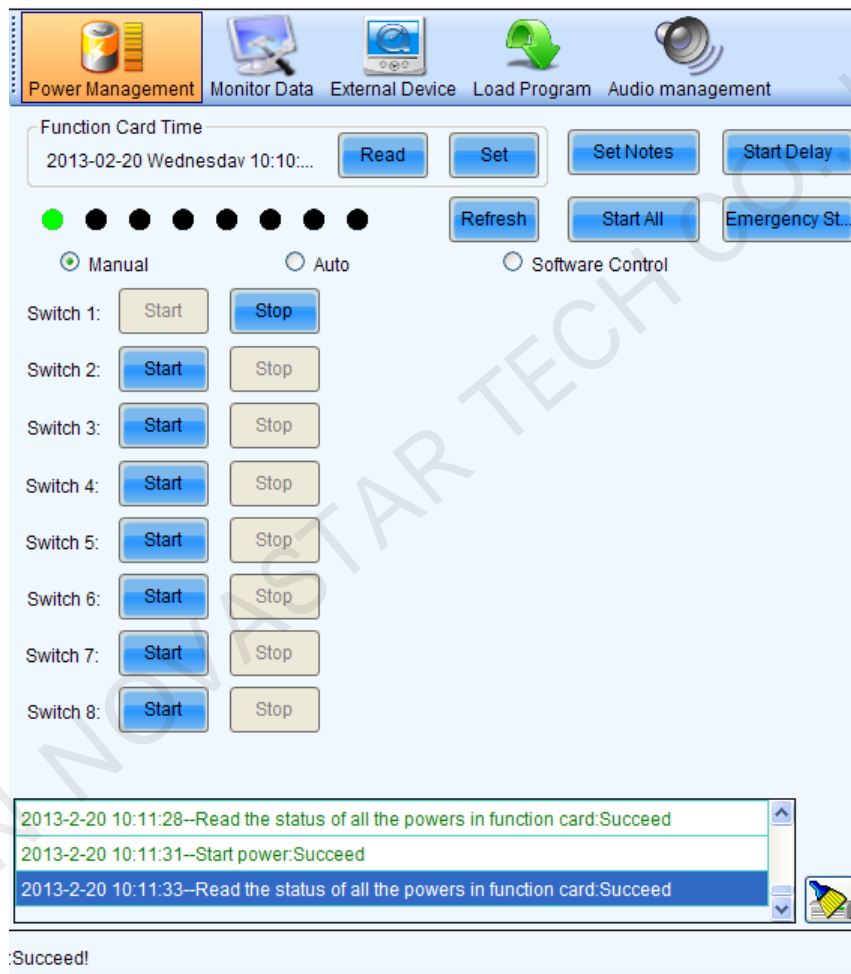 Power Management Monitor Data External Device Load Program Audio management
Function Card Time
2013-02-20 Wednesday 10:10:... Read Set Set Notes Start Delay
Refresh Start All Emergency St...
Manual Auto Software Control
Switch 1: Start Stop
Switch 2: Start Stop
Switch 3: Start Stop
Switch 4: Start Stop
Switch 5: Start Stop
Switch 6: Start Stop
Switch 7: Start Stop
Switch 8: Start Stop
2013-2-20 10:11:28--Read the status of all the powers in function card:Succeed
2013-2-20 10:11:31--Start power:Succeed
2013-2-20 10:11:33--Read the status of all the powers in function card:Succeed
:Succeed!
N NOVASTAR TECH CO.,